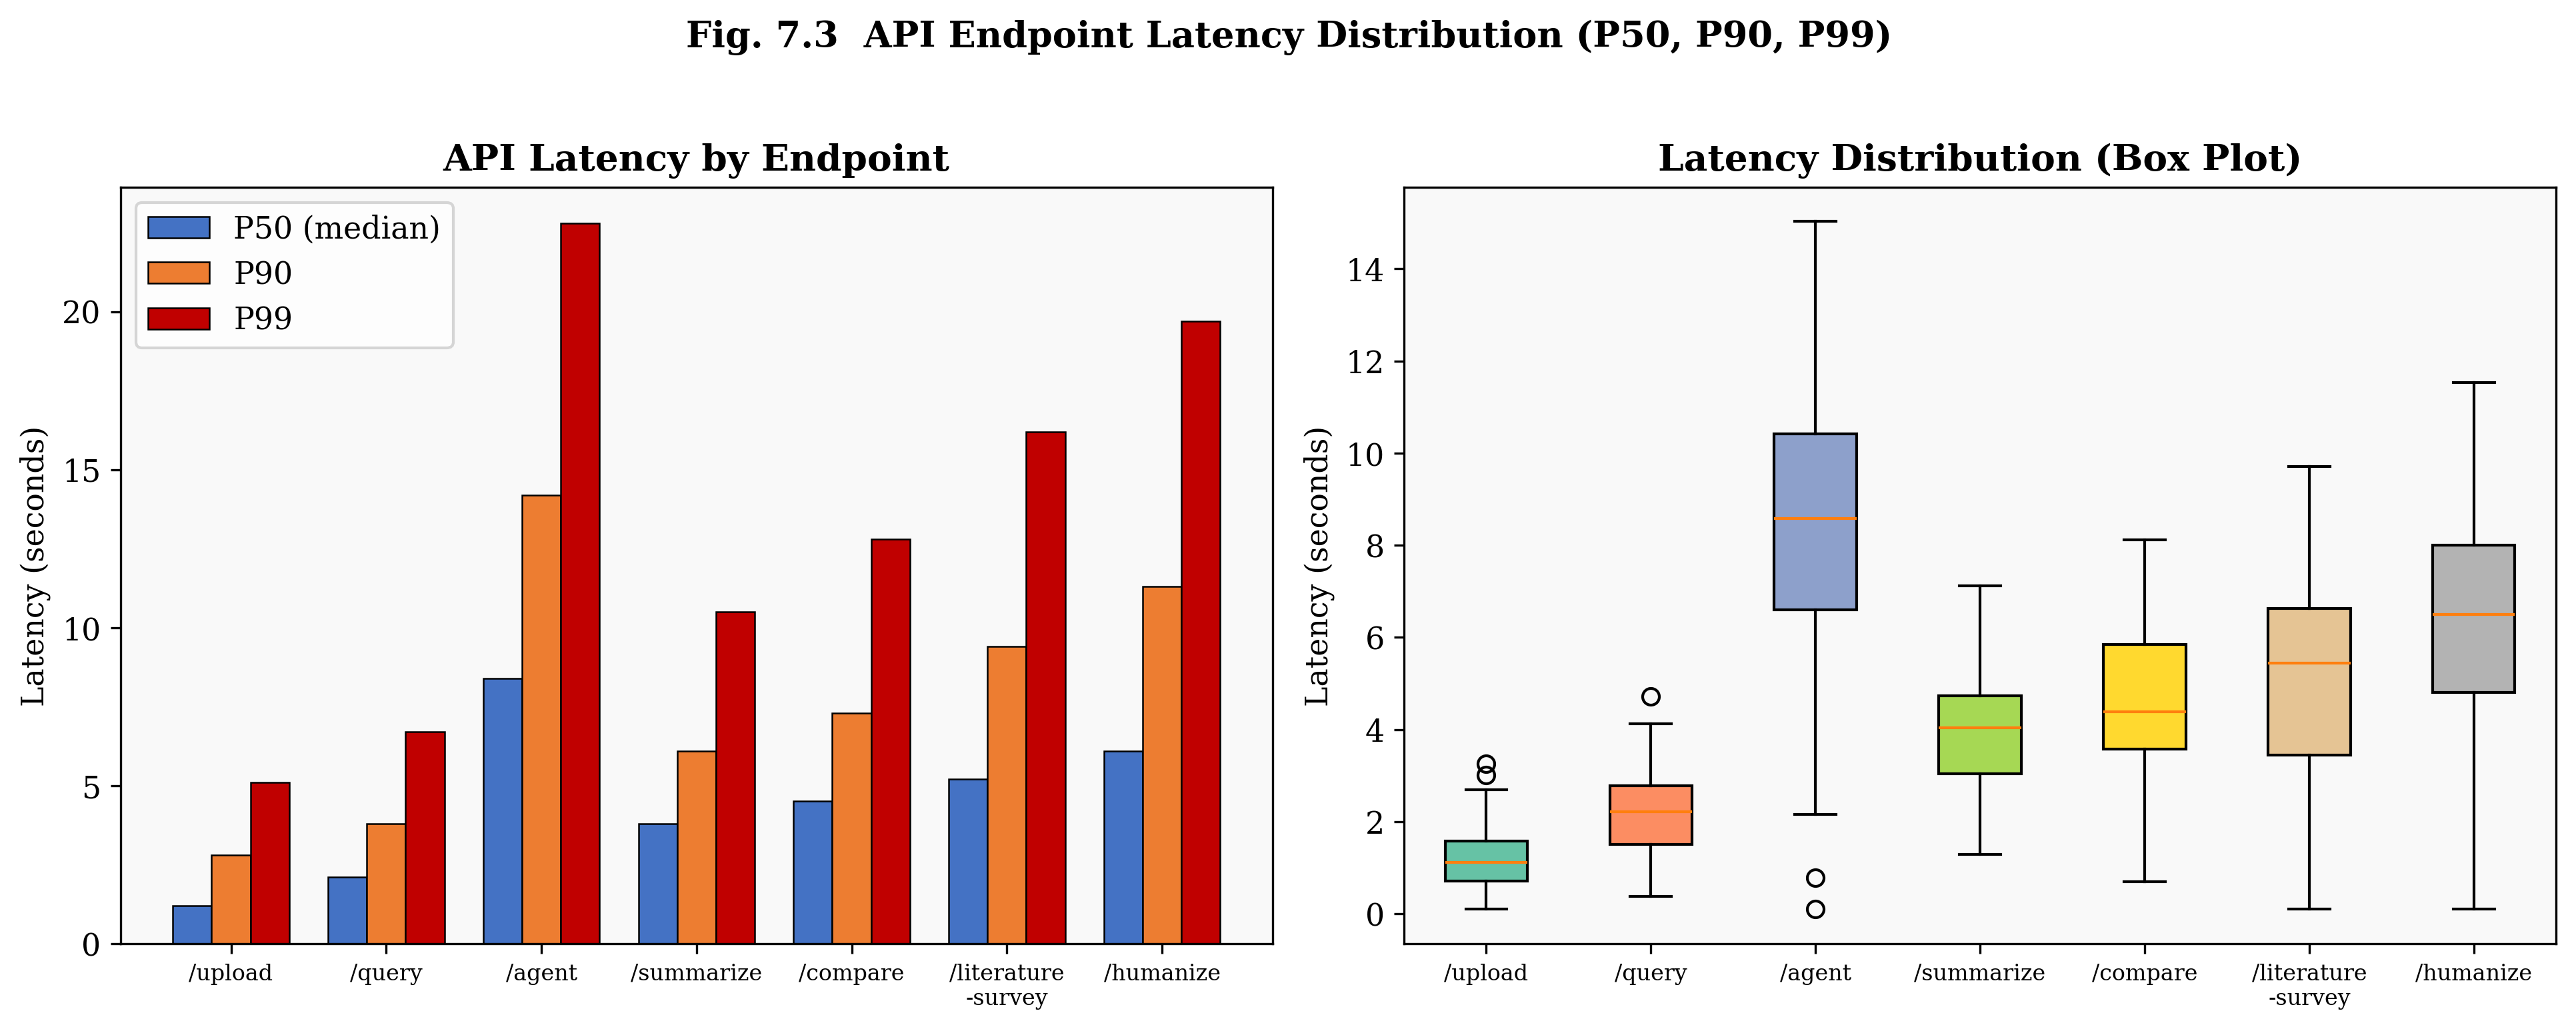 Fig. 7.3  API Endpoint Latency Distribution (P50, P90, P99)
API Latency by Endpoint
P50 (median)
P90
P99
Latency (seconds)
20
15
10
5
0
/upload
/query
/agent
/summarize
/compare
/literature
-survey
/humanize
Latency Distribution (Box Plot)
Latency (seconds)
14
12
10
8
6
4
2
0
/upload
/query
/agent
/summarize
/compare
/literature
-survey
/humanize